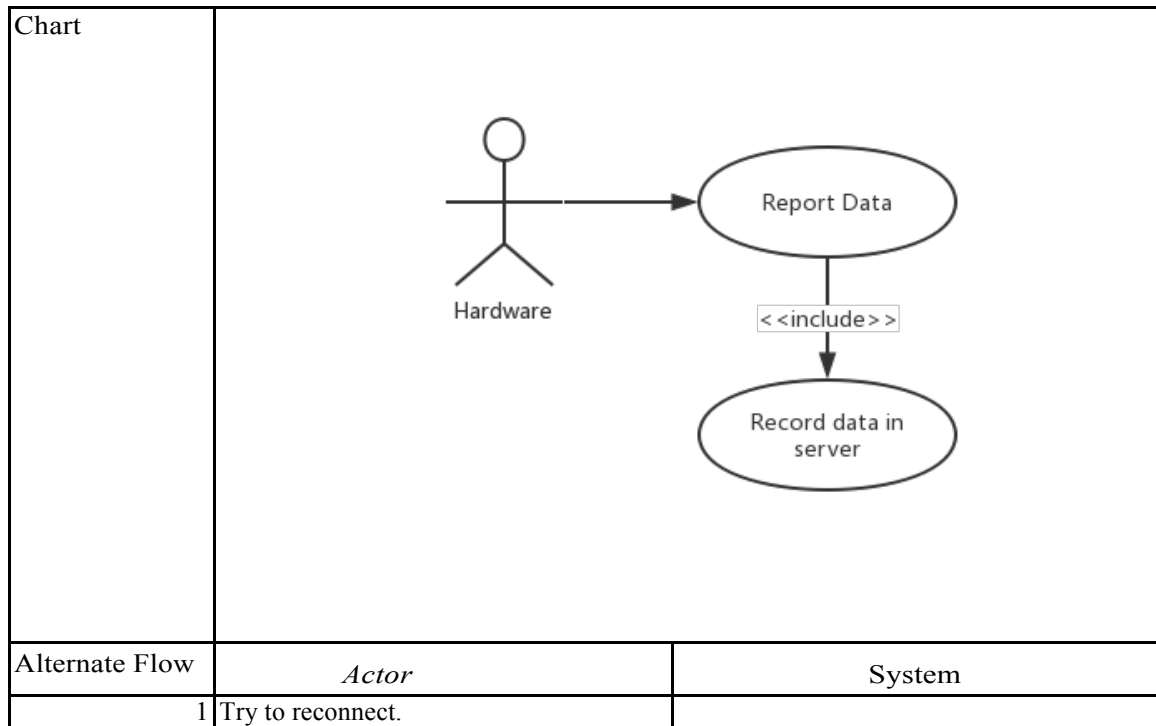 Chart
Report Data
Hardware
<<include>>
Record data in
server
Alternate Flow Actor System
1 Try to reconnect.